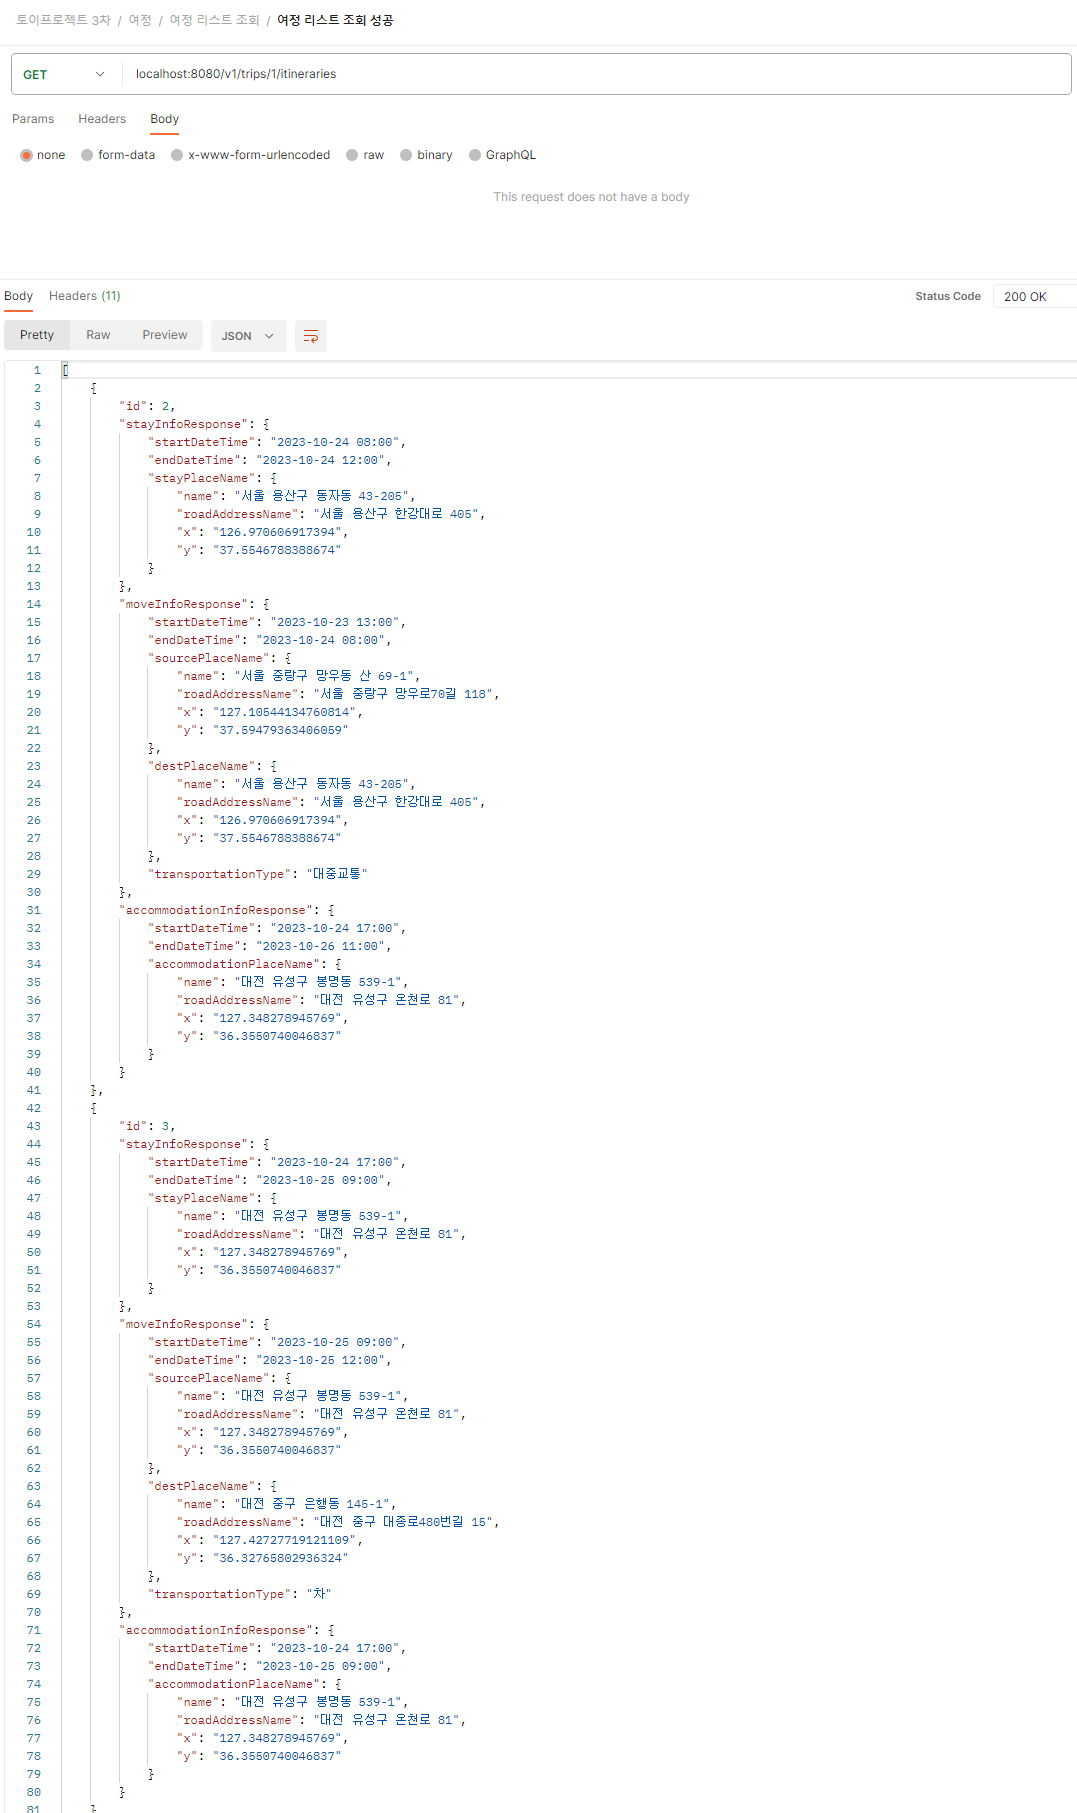 토이프로젝트 3차 / 여정 / 여정 리스트 조회 / 여정 리스트 조회 성공
GET localhost:8080/v1/trips/1/itineraries
Params Headers Body
none form-data x-www-form-urlencoded raw binary GraphQL
This request does not have a body
Body Headers (11) Status Code 200 OK
Pretty Raw Preview JSON
1 [
2 {
3 "id": 2,
4 "stayInfoResponse": {
5 "startDateTime": "2023-10-24 08:00",
6 "endDateTime": "2023-10-24 12:00",
7 "stayPlaceName": {
8 "name": "서울 용산구 동자동 43-205",
9 "roadAddressName": "서울 용산구 한강대로 405",
10 "x": "126.970606917394",
11 "y": "37.5546788388674"
12 }
13 },
14 "moveInfoResponse": {
15 "startDateTime": "2023-10-23 13:00",
16 "endDateTime": "2023-10-24 08:00",
17 "sourcePlaceName": {
18 "name": "서울 중랑구 망우동 산 69-1",
19 "roadAddressName": "서울 중랑구 망우로70길 118",
20 "x": "127.10544134760814",
21 "y": "37.59479363406059"
22 },
23 "destPlaceName": {
24 "name": "서울 용산구 동자동 43-205",
25 "roadAddressName": "서울 용산구 한강대로 405",
26 "x": "126.970606917394",
27 "y": "37.5546788388674"
28 },
29 "transportationType": "대중교통"
30 },
31 "accommodationInfoResponse": {
32 "startDateTime": "2023-10-24 17:00",
33 "endDateTime": "2023-10-26 11:00",
34 "accommodationPlaceName": {
35 "name": "대전 유성구 봉명동 539-1",
36 "roadAddressName": "대전 유성구 온천로 81",
37 "x": "127.348278945769",
38 "y": "36.3550740046837"
39 }
40 }
41 },
42 {
43 "id": 3,
44 "stayInfoResponse": {
45 "startDateTime": "2023-10-24 17:00",
46 "endDateTime": "2023-10-25 09:00",
47 "stayPlaceName": {
48 "name": "대전 유성구 봉명동 539-1",
49 "roadAddressName": "대전 유성구 온천로 81",
50 "x": "127.348278945769",
51 "y": "36.3550740046837"
52 }
53 },
54 "moveInfoResponse": {
55 "startDateTime": "2023-10-25 09:00",
56 "endDateTime": "2023-10-25 12:00",
57 "sourcePlaceName": {
58 "name": "대전 유성구 봉명동 539-1",
59 "roadAddressName": "대전 유성구 온천로 81",
60 "x": "127.348278945769",
61 "y": "36.3550740046837"
62 },
63 "destPlaceName": {
64 "name": "대전 중구 은행동 145-1",
65 "roadAddressName": "대전 중구 대종로480번길 15",
66 "x": "127.42727719121109",
67 "y": "36.32765802936324"
68 },
69 "transportationType": "차"
70 },
71 "accommodationInfoResponse": {
72 "startDateTime": "2023-10-24 17:00",
73 "endDateTime": "2023-10-25 09:00",
74 "accommodationPlaceName": {
75 "name": "대전 유성구 봉명동 539-1",
76 "roadAddressName": "대전 유성구 온천로 81",
77 "x": "127.348278945769",
78 "y": "36.3550740046837"
79 }
80 }
81 }